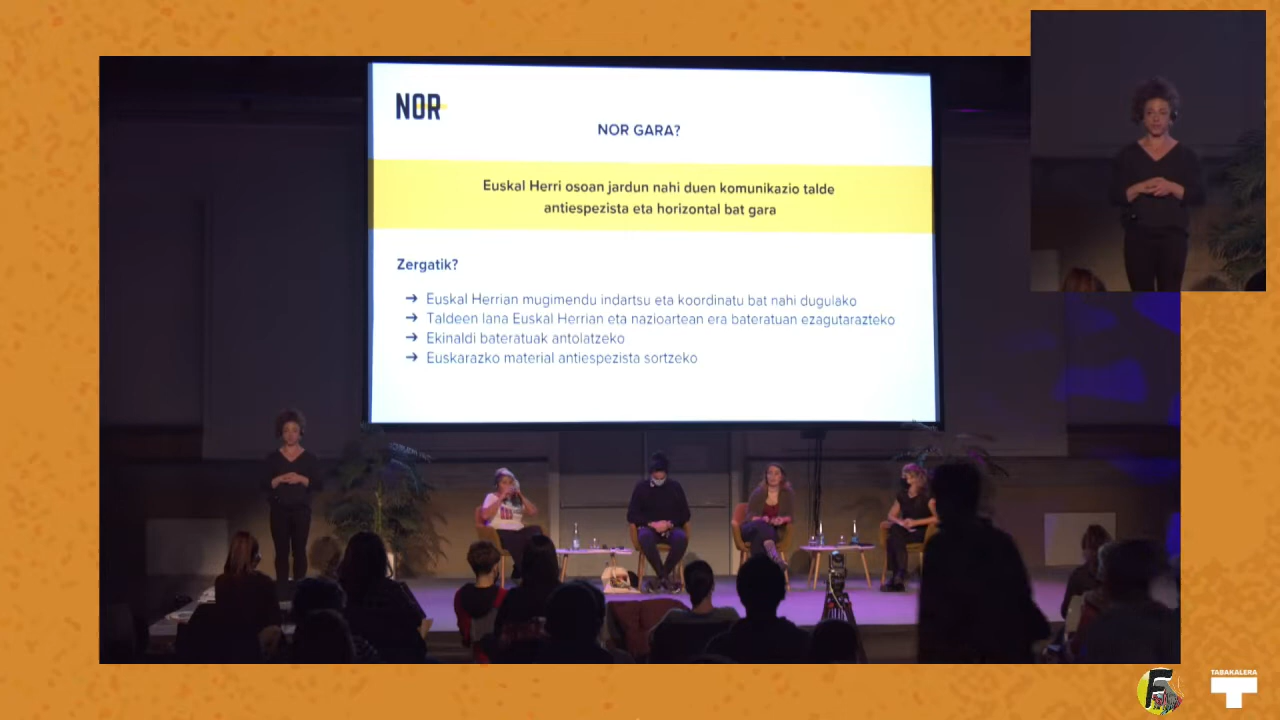 NOR
NOR GARA?
Euskal Herri osoan jardun nahi duen komunikazio talde
antiespezista eta horizontal bat gara
Zergatik?
→ Euskal Herrian mugimendu indartsu eta koordinatu bat nahi dugulako
→ Taldeen lana Euskal Herrian eta nazioartean era bateratuan ezagutarazteko
→ Ekinaldi bateratuak antolatzeko
→ Euskarazko material antiespezista sortzeko
TABAKALERA